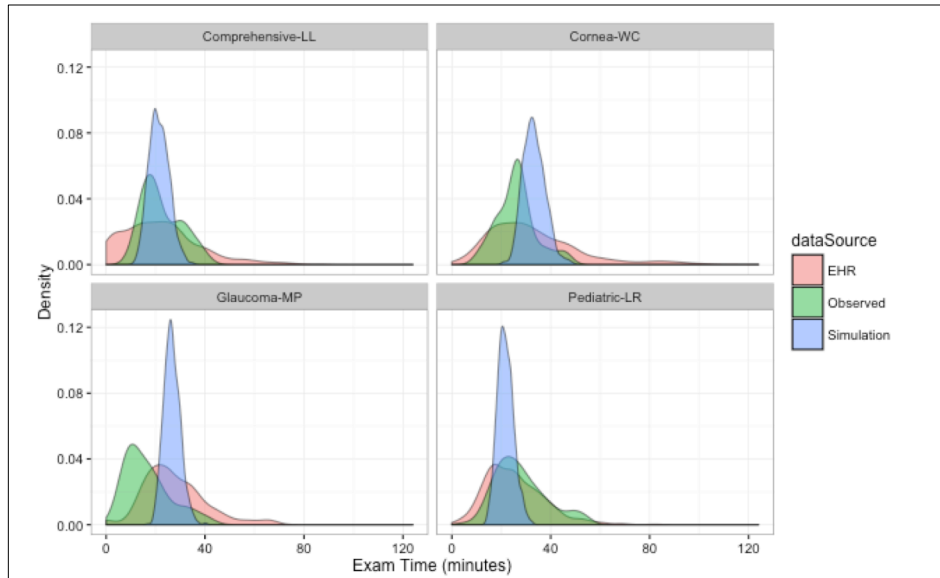 Comprehensive-LL
Cornea-WC
0.12
0.08
0.04
0.00
Glaucoma-MP
Pediatric-LR
0.12
0.08
0.04
0.00
0
40
80
120
0
40
80
120
Density
Exam Time (minutes)
dataSource
EHR
Observed
Simulation